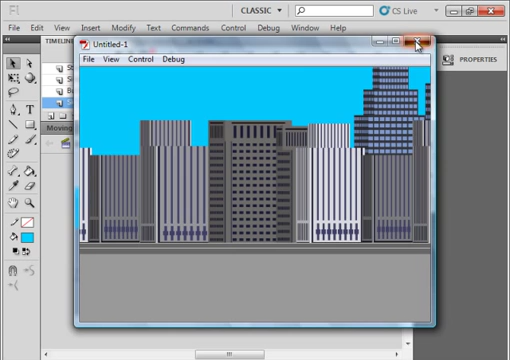 Fl
CLASSIC
CS Live
File
Edit
View
Insert
Modify
Text
Commands
Control
Debug
Window
Help
TIMELINE
Untitled-1
File
View
Control
Debug
PROPERTIES
Moving